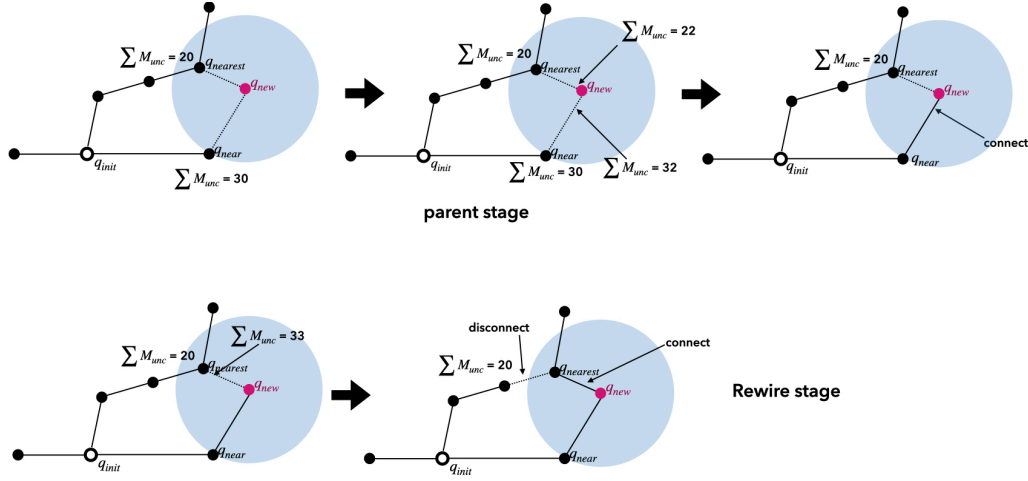 ∑ M_unc = 20
q_nearest
q_new
q_init
q_near
∑ M_unc = 30
∑ M_unc = 22
∑ M_unc = 20
q_nearest
q_new
q_init
q_near
∑ M_unc = 30
∑ M_unc = 32
∑ M_unc = 20
q_nearest
q_new
connect
q_init
q_near
parent stage
∑ M_unc = 33
∑ M_unc = 20
q_nearest
q_new
q_init
q_near
disconnect
connect
∑ M_unc = 20
q_nearest
q_new
q_init
q_near
Rewire stage